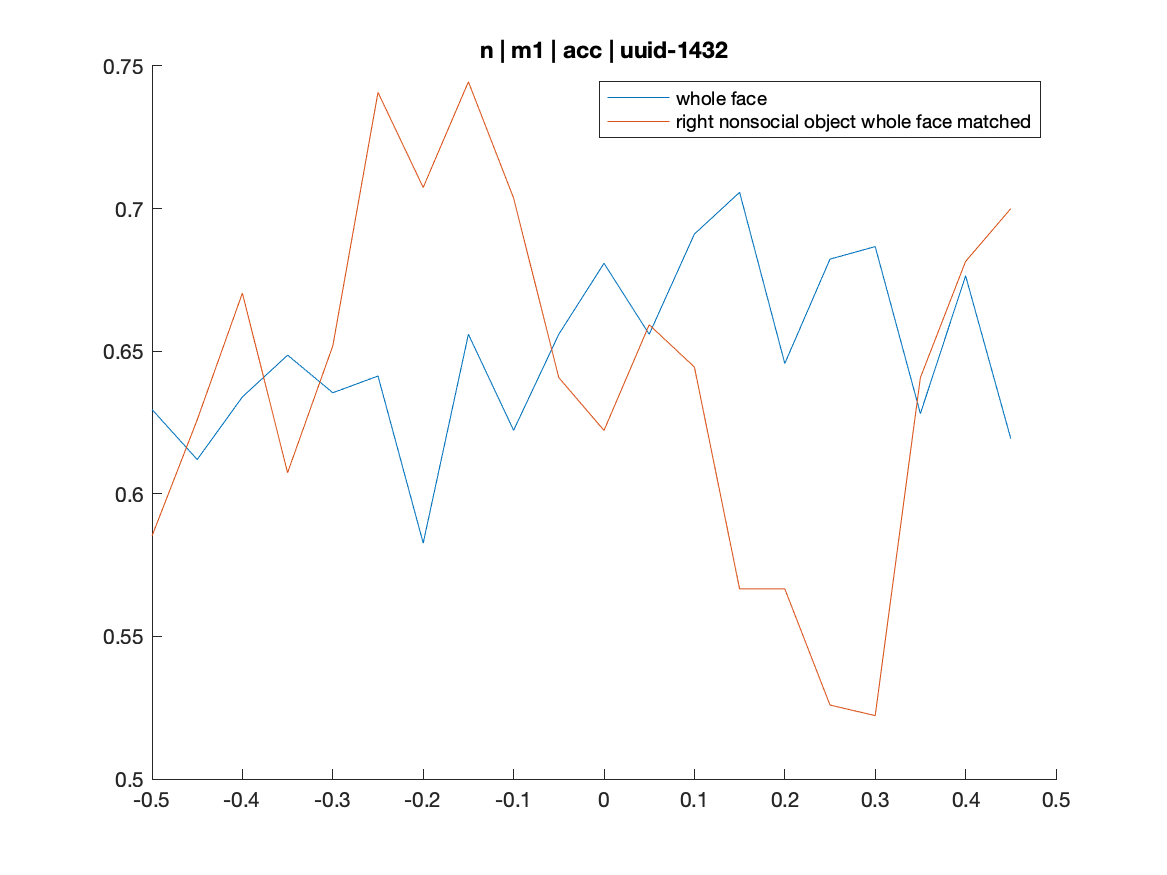 n | m1 | acc | uuid-1432
0.75
0.7
0.65
0.6
0.55
0.5
whole face
right nonsocial object whole face matched
-0.5 -0.4 -0.3 -0.2 -0.1 0 0.1 0.2 0.3 0.4 0.5